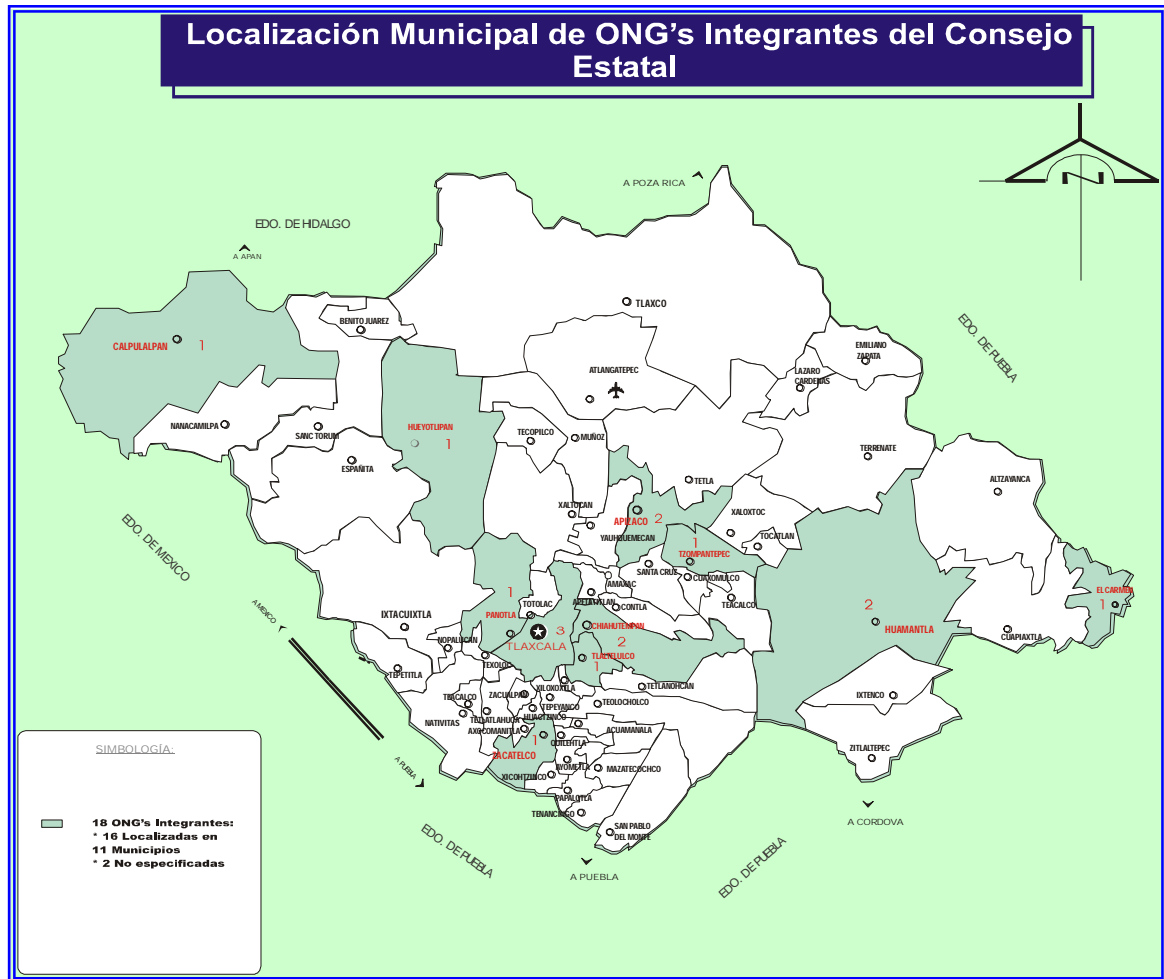 Localización Municipal de ONG's Integrantes del Consejo
Estatal
N
A POZA RICA
EDO. DE HIDALGO
A APAN
TLAXCO
EDO. DE PUEBLA
BENITO JUAREZ
CALPULALPAN
1
EMILIANO
ZAPATA
ATLANGATEPEC
LAZARO
CARDENAS
NANACAMILPA
SANCTORUM
HUEYOTLIPAN
1
TECOPILCO
MUÑOZ
ESPAÑITA
TERRENATE
ALTZAYANCA
TETLA
XALTOCAN
APIZACO
2
XALOXTOC
EDO. DE MEXICO
YAUHQUEMECAN
1
TOCATLAN
TZOMPANTEPEC
SANTA CRUZ
CUAXOMULCO
AMAXAC
1
TOTOLAC
APETATITLAN
CONTLA
TEACALCO
EL CARMEN
1
2
A MEXICO
IXTACUIXTLA
PANOTLA
3
CHIAHUTEMPAN
HUAMANTLA
CUAPIAXTLA
NOPALUCAN
TLAXCALA
2
TEXOLOC
TLALTELULCO
1
TEPETITLA
TETLANOHCAN
XILOXOXTLA
ZACUALPAN
IXTENCO
TEPEYANCO
TEOLOCHOLCO
NATIVITAS
TETLATLAHUCA
HUACTZINCO
AXOCOMANITLA
ACUAMANALA
1
QUILEHTLA
ZACATELCO
ZITLALTEPEC
AYOMETLA
MAZATECOCHCO
XICOHTZINCO
A PUEBLA
PAPALOTLA
TENANCINGO
A CORDOVA
SAN PABLO
DEL MONTE
EDO. DE PUEBLA
EDO. DE PUEBLA
A PUEBLA
SIMBOLOGÍA:
18 ONG's Integrantes:
* 16 Localizadas en
11 Municipios
* 2 No especificadas